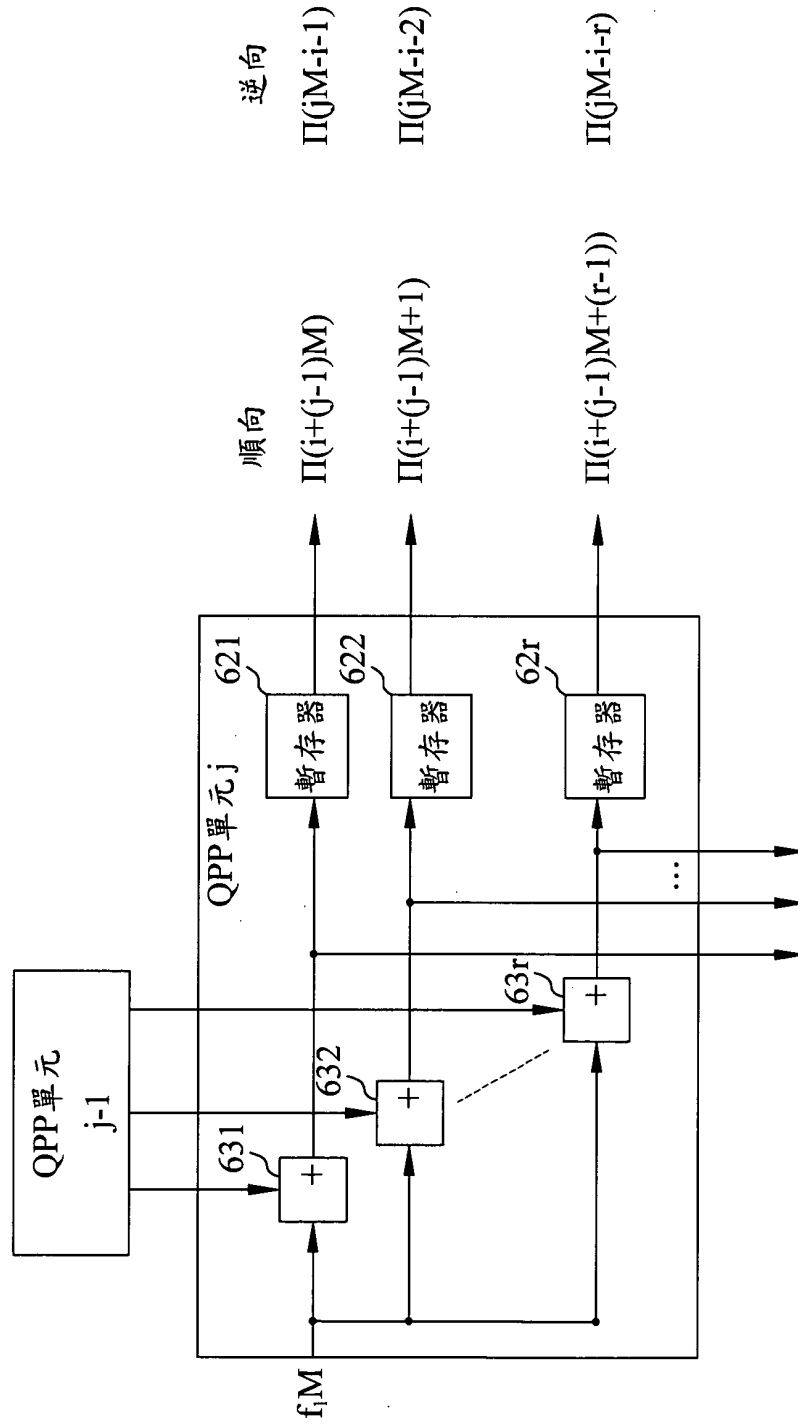 QPP單元
j-1
QPP單元 j
f₁M
631
632
63r
+
+
+
621
622
62r
暫存器
暫存器
暫存器
...
順向
Π(i+(j-1)M)
Π(i+(j-1)M+1)
Π(i+(j-1)M+(r-1))
逆向
Π(jM-i-1)
Π(jM-i-2)
Π(jM-i-r)